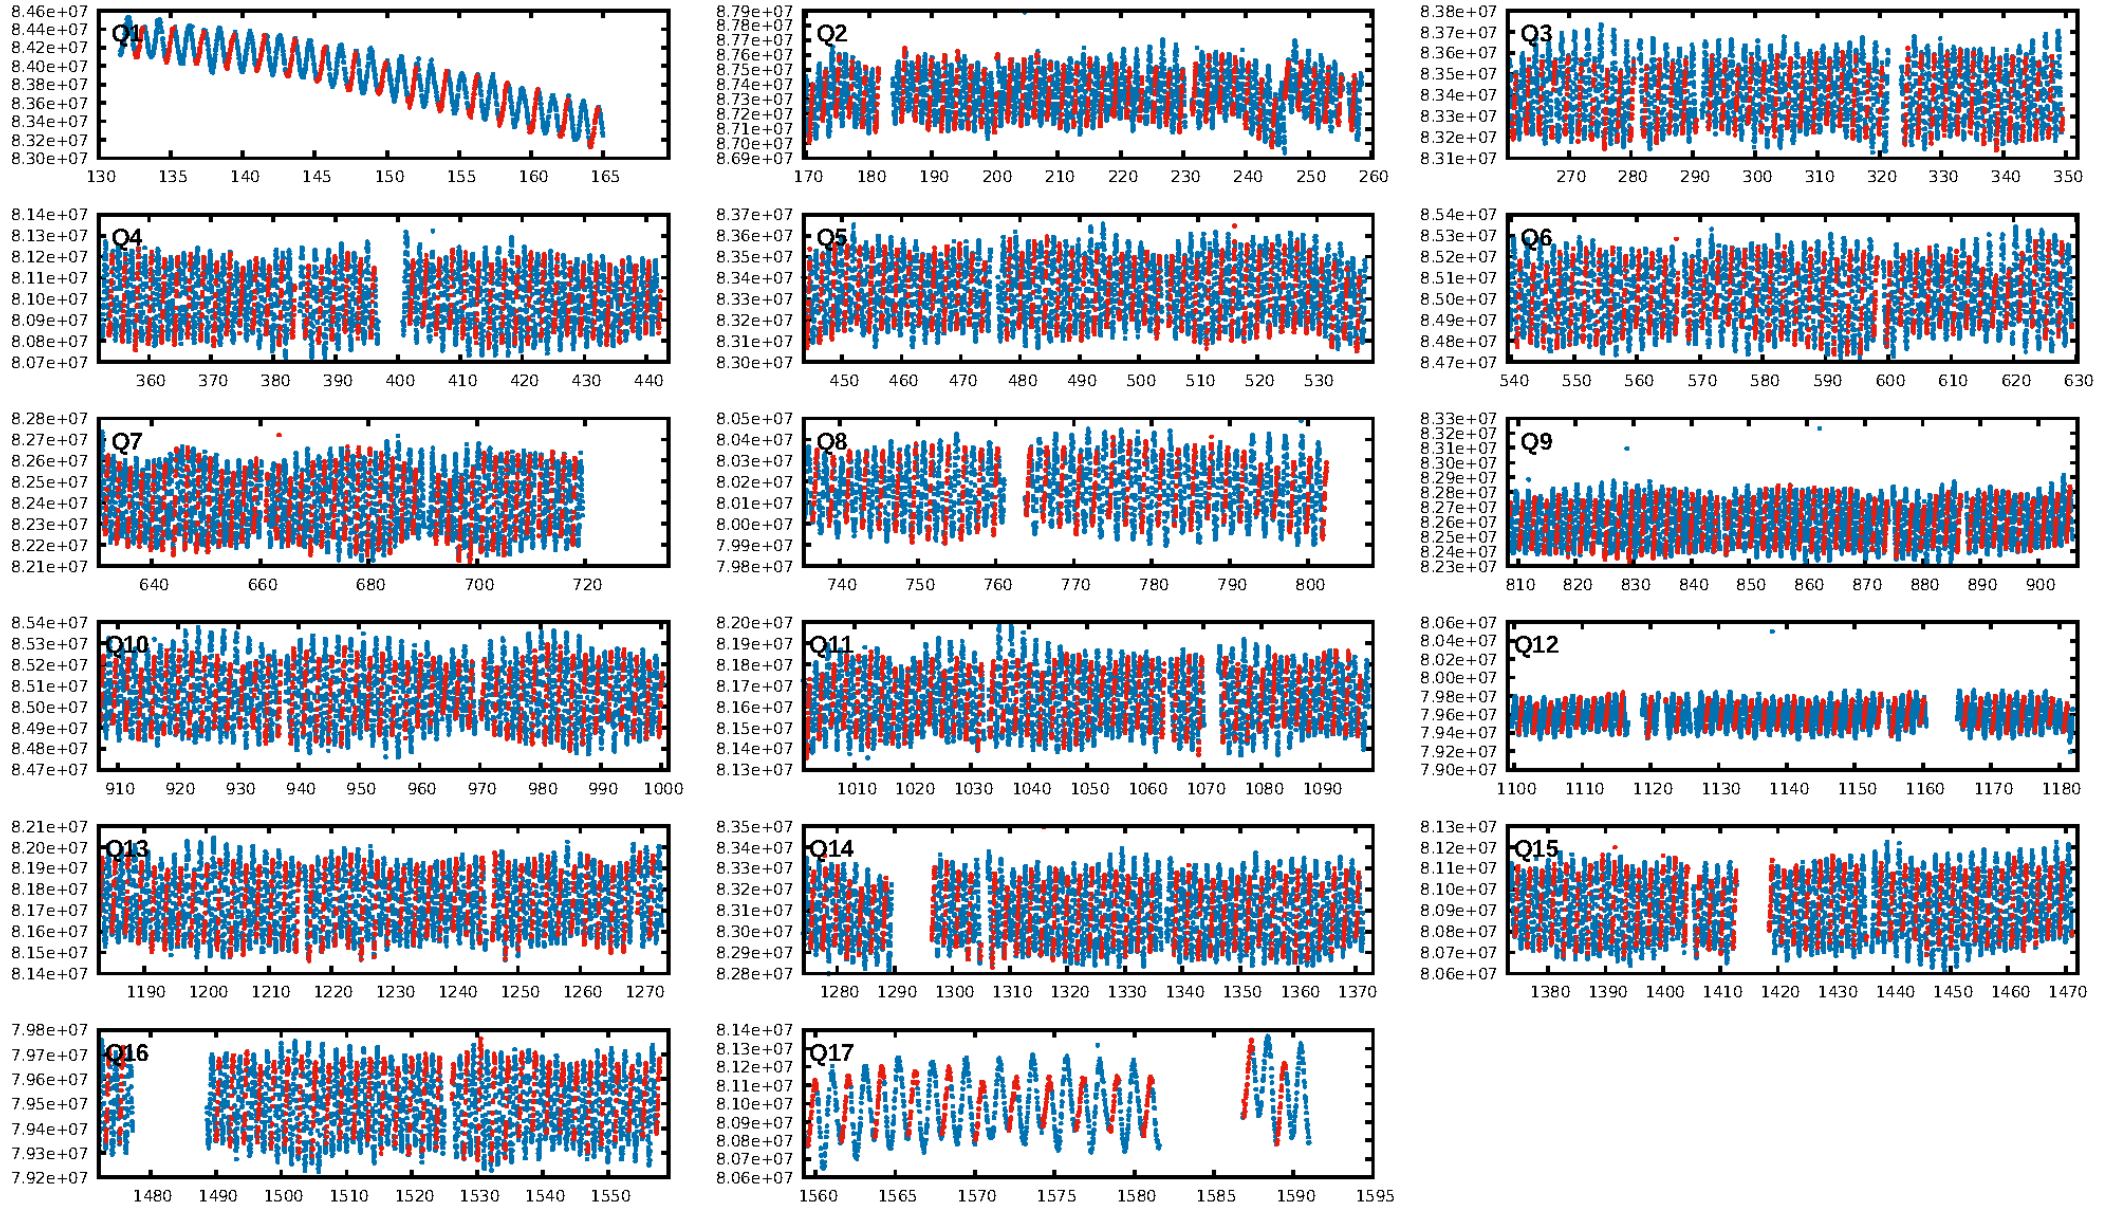 8.46e+07
8.44e+07
8.42e+07
8.40e+07
8.38e+07
8.36e+07
8.34e+07
8.32e+07
8.30e+07
Q1
130 135 140 145 150 155 160 165
8.79e+07
8.78e+07
8.77e+07
8.76e+07
8.75e+07
8.74e+07
8.73e+07
8.72e+07
8.71e+07
8.70e+07
8.69e+07
Q2
170 180 190 200 210 220 230 240 250 260
8.38e+07
8.37e+07
8.36e+07
8.35e+07
8.34e+07
8.33e+07
8.32e+07
8.31e+07
Q3
270 280 290 300 310 320 330 340 350
8.14e+07
8.13e+07
8.12e+07
8.11e+07
8.10e+07
8.09e+07
8.08e+07
8.07e+07
Q4
360 370 380 390 400 410 420 430 440
8.37e+07
8.36e+07
8.35e+07
8.34e+07
8.33e+07
8.32e+07
8.31e+07
8.30e+07
Q5
450 460 470 480 490 500 510 520 530
8.54e+07
8.53e+07
8.52e+07
8.51e+07
8.50e+07
8.49e+07
8.48e+07
8.47e+07
Q6
540 550 560 570 580 590 600 610 620 630
8.28e+07
8.27e+07
8.26e+07
8.25e+07
8.24e+07
8.23e+07
8.22e+07
8.21e+07
Q7
640 660 680 700 720
8.05e+07
8.04e+07
8.03e+07
8.02e+07
8.01e+07
8.00e+07
7.99e+07
7.98e+07
Q8
740 750 760 770 780 790 800
8.33e+07
8.32e+07
8.31e+07
8.30e+07
8.29e+07
8.28e+07
8.27e+07
8.26e+07
8.25e+07
8.24e+07
8.23e+07
Q9
810 820 830 840 850 860 870 880 890 900
8.54e+07
8.53e+07
8.52e+07
8.51e+07
8.50e+07
8.49e+07
8.48e+07
8.47e+07
Q10
910 920 930 940 950 960 970 980 990 1000
8.20e+07
8.19e+07
8.18e+07
8.17e+07
8.16e+07
8.15e+07
8.14e+07
8.13e+07
Q11
1010 1020 1030 1040 1050 1060 1070 1080 1090
8.06e+07
8.04e+07
8.02e+07
8.00e+07
7.98e+07
7.96e+07
7.94e+07
7.92e+07
7.90e+07
Q12
1100 1110 1120 1130 1140 1150 1160 1170 1180
8.21e+07
8.20e+07
8.19e+07
8.18e+07
8.17e+07
8.16e+07
8.15e+07
8.14e+07
Q13
1190 1200 1210 1220 1230 1240 1250 1260 1270
8.35e+07
8.34e+07
8.33e+07
8.32e+07
8.31e+07
8.30e+07
8.29e+07
8.28e+07
Q14
1280 1290 1300 1310 1320 1330 1340 1350 1360 1370
8.13e+07
8.12e+07
8.11e+07
8.10e+07
8.09e+07
8.08e+07
8.07e+07
8.06e+07
Q15
1380 1390 1400 1410 1420 1430 1440 1450 1460 1470
7.98e+07
7.97e+07
7.96e+07
7.95e+07
7.94e+07
7.93e+07
7.92e+07
Q16
1480 1490 1500 1510 1520 1530 1540 1550
8.14e+07
8.13e+07
8.12e+07
8.11e+07
8.10e+07
8.09e+07
8.08e+07
8.07e+07
8.06e+07
Q17
1560 1565 1570 1575 1580 1585 1590 1595